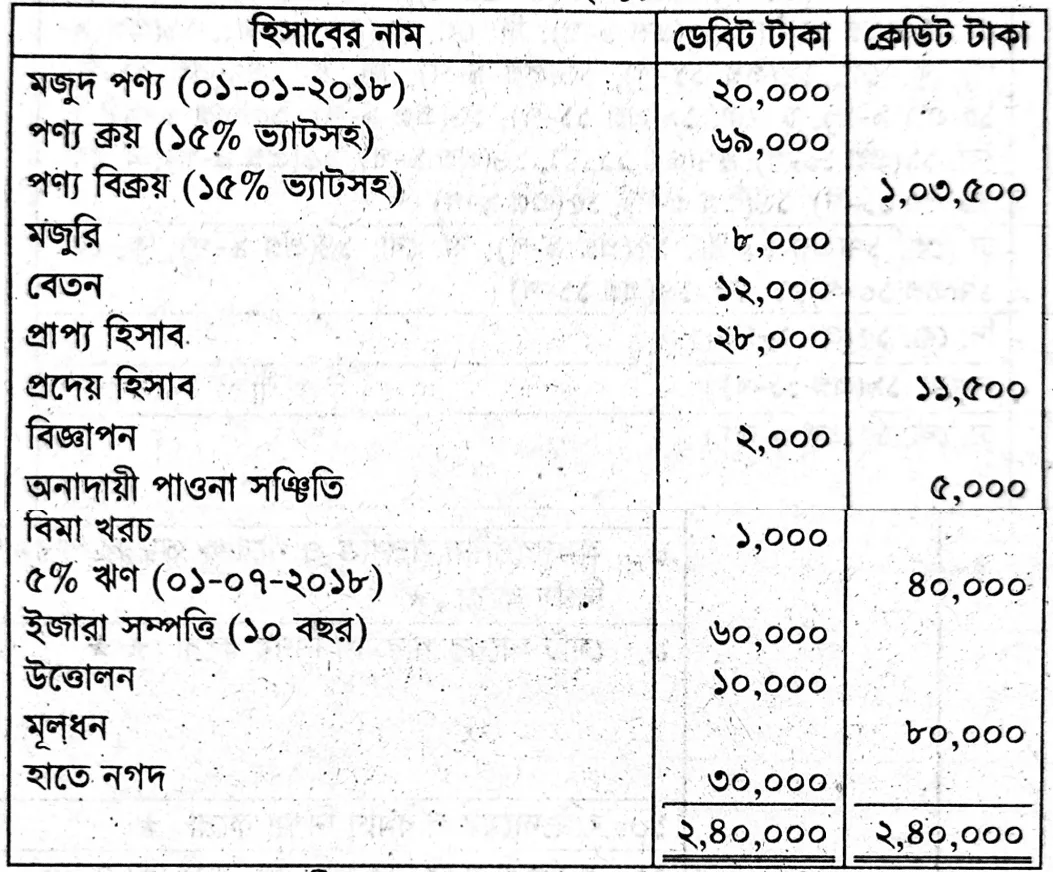 হিসাবের নাম ডেবিট টাকা ক্রেডিট টাকা
মজুদ পণ্য (০১-০১-২০১৮) ২০,০০০
পণ্য ক্রয় (১৫% ভ্যাটসহ) ৬৯,০০০
পণ্য বিক্রয় (১৫% ভ্যাটসহ) ১,০৩,৫০০
মজুরি ৮,০০০
বেতন ১২,০০০
প্রাপ্য হিসাব ২৮,০০০
প্রদেয় হিসাব ১১,৫০০
বিজ্ঞাপন ২,০০০
অনাদায়ী পাওনা সঞ্চিতি ৫,০০০
বিমা খরচ ১,০০০
৫% ঋণ (০১-০৭-২০১৮) ৪০,০০০
ইজারা সম্পত্তি (১০ বছর) ৬০,০০০
উত্তোলন ১০,০০০
মূলধন ৮০,০০০
হাতে নগদ ৩০,০০০
২,৪০,০০০ ২,৪০,০০০